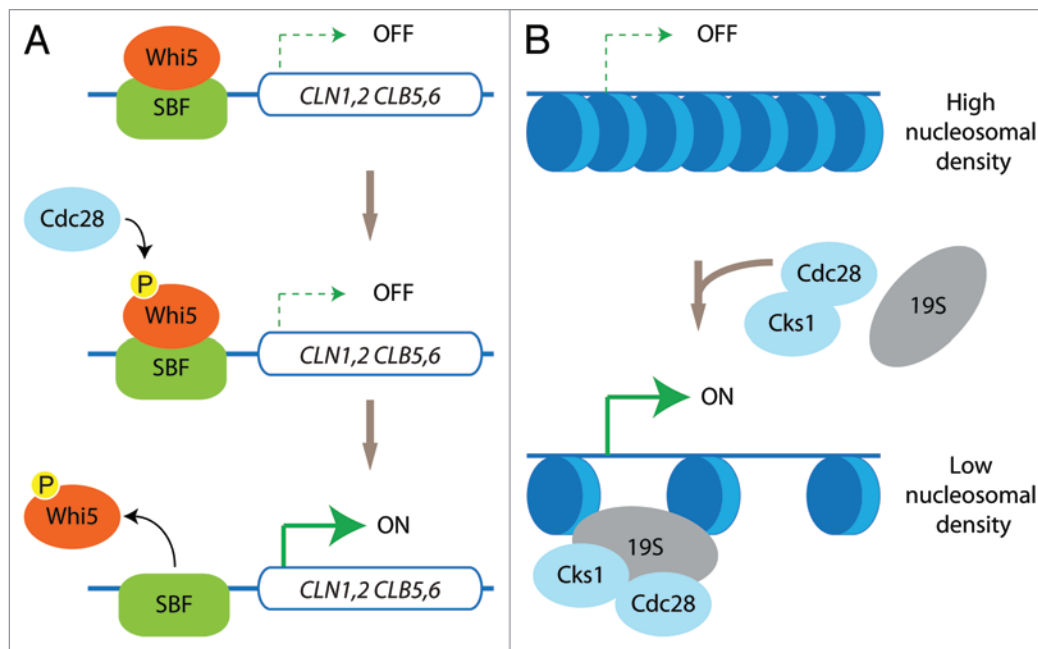 A
Whi5
SBF
OFF
CLN1,2 CLB5,6
Cdc28
P
Whi5
SBF
OFF
CLN1,2 CLB5,6
P
Whi5
SBF
ON
CLN1,2 CLB5,6
B
OFF
High
nucleosomal
density
Cdc28
Cks1
19S
ON
Low
nucleosomal
density
19S
Cks1
Cdc28